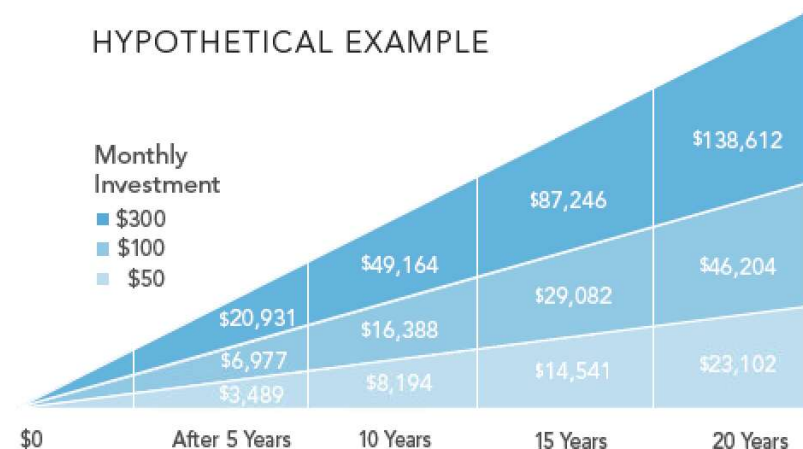 HYPOTHETICAL EXAMPLE
Monthly
Investment
$300
$100
$50
$138,612
$87,246
$49,164
$20,931
$46,204
$29,082
$16,388
$6,977
$23,102
$14,541
$8,194
$3,489
$0
After 5 Years
10 Years
15 Years
20 Years